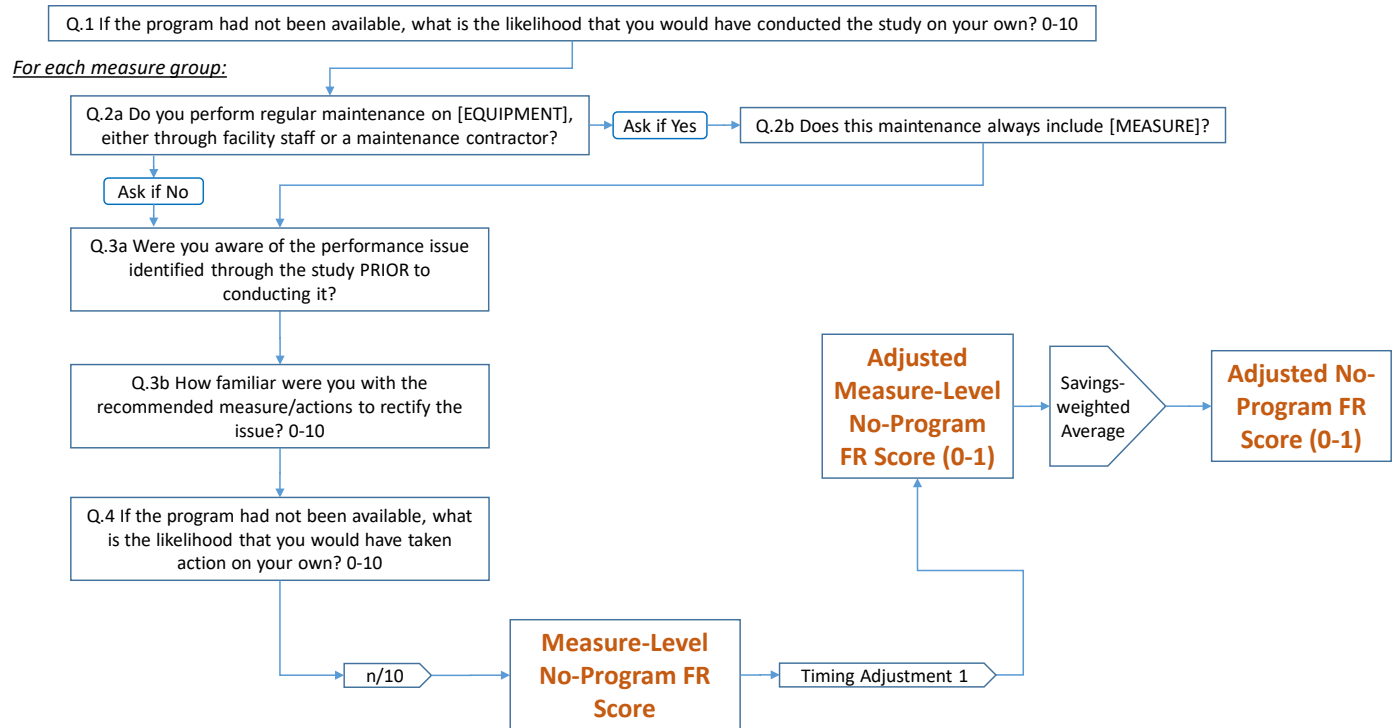 Q.1 If the program had not been available, what is the likelihood that you would have conducted the study on your own? 0-10
For each measure group:
Q.2a Do you perform regular maintenance on [EQUIPMENT],
either through facility staff or a maintenance contractor?
Ask if Yes
Q.2b Does this maintenance always include [MEASURE]?
Ask if No
Q.3a Were you aware of the performance issue
identified through the study PRIOR to
conducting it?
Q.3b How familiar were you with the
recommended measure/actions to rectify the
issue? 0-10
Q.4 If the program had not been available, what
is the likelihood that you would have taken
action on your own? 0-10
n/10
Measure-Level
No-Program FR
Score
Timing Adjustment 1
Adjusted
Measure-Level
No-Program
FR Score (0-1)
Savings-
weighted
Average
Adjusted No-
Program FR
Score (0-1)